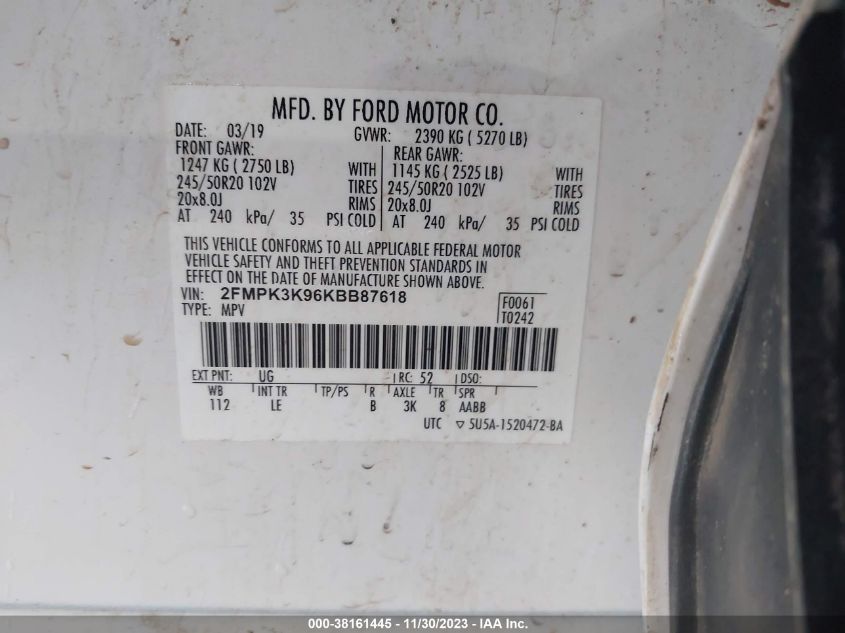 MFD. BY FORD MOTOR CO.
DATE: 03/19 GVWR: 2390 KG ( 5270 LB)
FRONT GAWR: REAR GAWR:
1247 KG ( 2750 LB) WITH 1145 KG ( 2525 LB) WITH
245/50R20 102V TIRES 245/50R20 102V TIRES
20x8.0J RIMS 20x8.0J RIMS
AT 240 kPa/ 35 PSI COLD AT 240 kPa/ 35 PSI COLD
THIS VEHICLE CONFORMS TO ALL APPLICABLE FEDERAL MOTOR
VEHICLE SAFETY AND THEFT PREVENTION STANDARDS IN
EFFECT ON THE DATE OF MANUFACTURE SHOWN ABOVE.
VIN: 2FMPK3K96KBB87618 F0061
TYPE: MPV T0242
EXT PNT: UG RC: 52 DSO:
WB INT TR TP/PS R AXLE TR SPR
112 LE B 3K 8 AABB
UTC ▽ 5U5A-1520472-BA
000-38161445 - 11/30/2023 - IAA Inc.